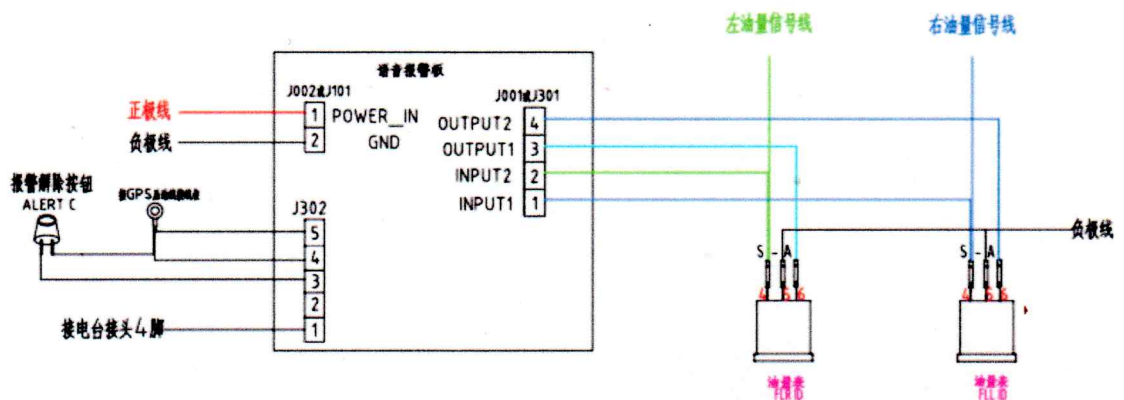 左油量信号线
右油量信号线
语音报警板
J002或J101
J001或J301
正极线
1
POWER_IN
负极线
2
GND
OUTPUT2
4
OUTPUT1
3
INPUT2
2
INPUT1
1
报警解除按钮
ALERT C
J302
5
4
3
2
1
接电台接头4脚
负极线
S - A
S - A
4 5 6
4 5 6
油量表
油量表
FLL ID